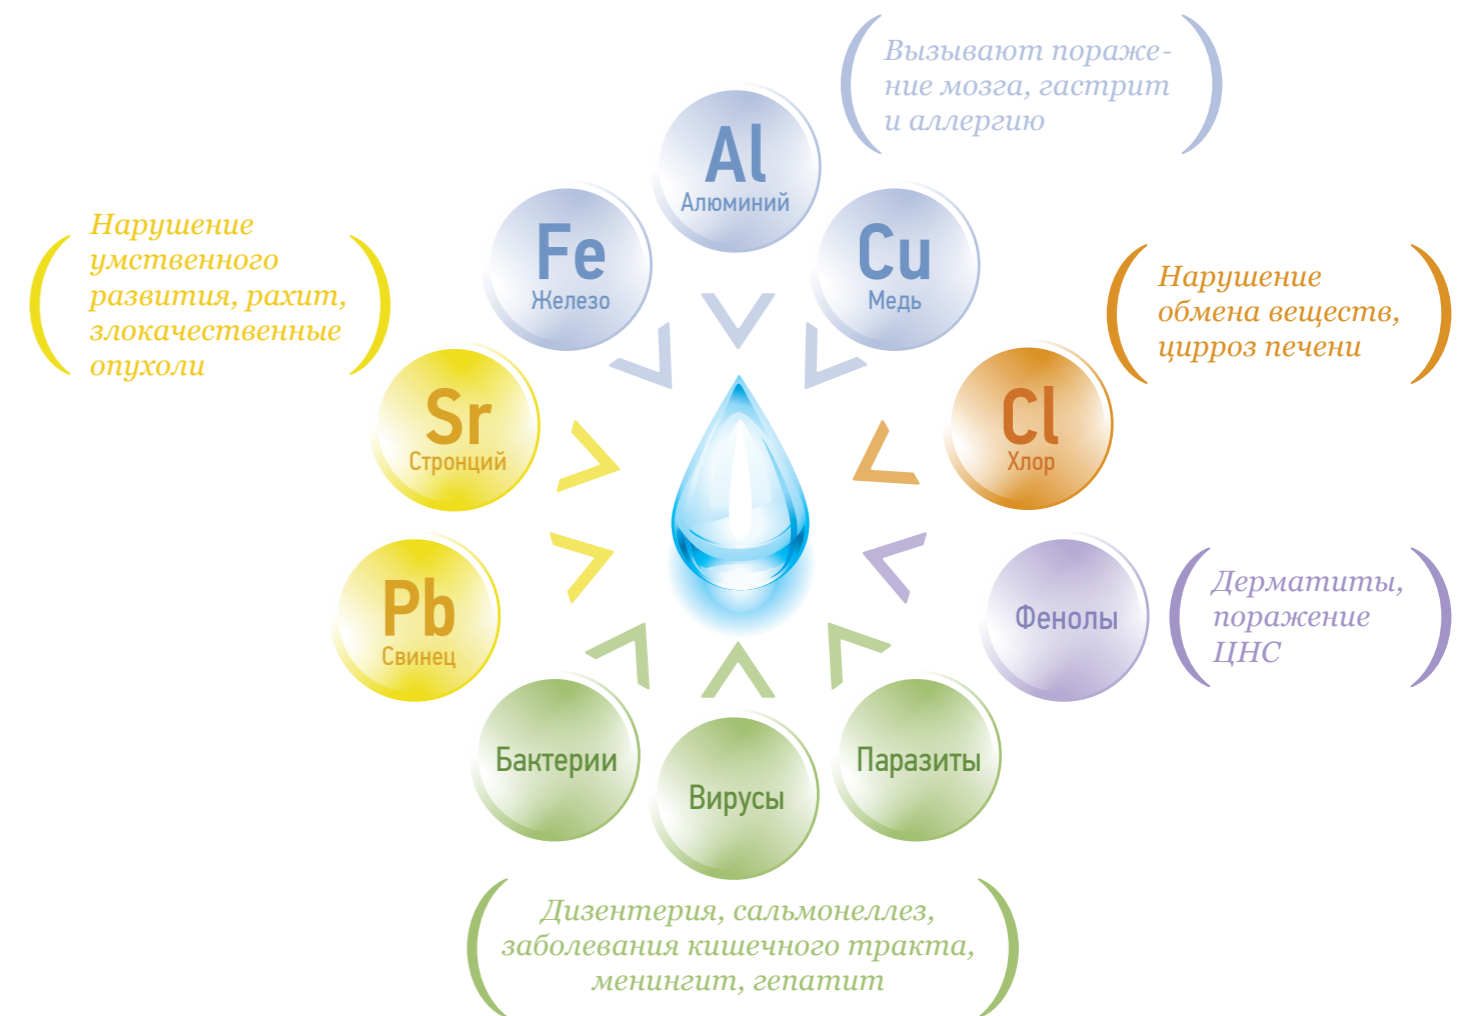 Вызывают пораже-
ние мозга, гастрит
и аллергию
Al
Алюминий
Fe
Железо
Cu
Медь
Нарушение
умственного
развития, рахит,
злокачественные
опухоли
Нарушение
обмена веществ,
цирроз печени
Sr
Стронций
Cl
Хлор
Pb
Свинец
Фенолы
Дерматиты,
поражение
ЦНС
Бактерии
Вирусы
Паразиты
Дизентерия, сальмонеллез,
заболевания кишечного тракта,
менингит, гепатит